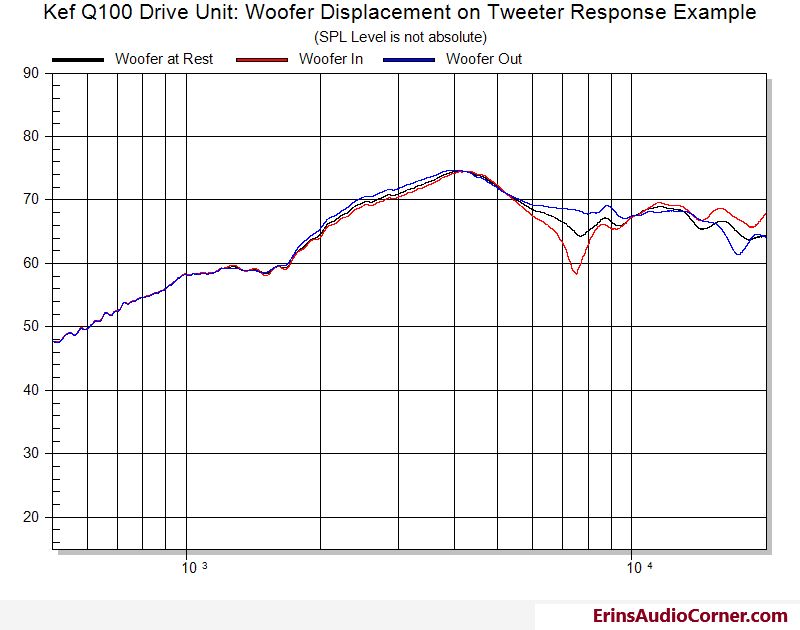 Kef Q100 Drive Unit: Woofer Displacement on Tweeter Response Example
(SPL Level is not absolute)
Woofer at Rest Woofer In Woofer Out
90
80
70
60
50
40
30
20
10 3 10 4
ErinsAudioCorner.com